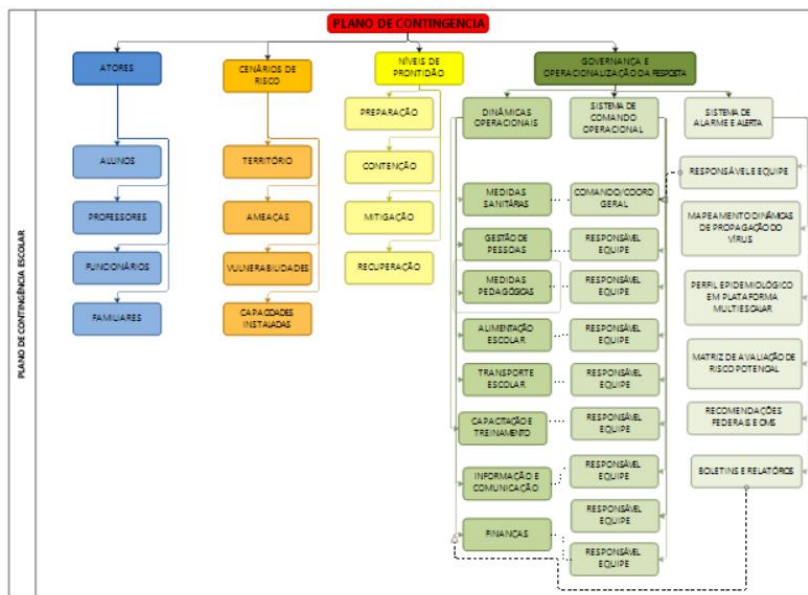 PLANO DE CONTINGENCIA
ATORES
CENÁRIOS DE
RISCO
NÍVEIS DE
PRONTIDÃO
GOVERNANÇA E
OPERACIONALIZAÇÃO DA RESPOSTA
PREPARAÇÃO
DINÂMICAS
OPERACIONAIS
SISTEMA DE
COMANDO
OPERACIONAL
SISTEMA DE
ALARME E ALERTA
ALUNOS
TERRITÓRIO
CONTENÇÃO
RESPONSÁVEL E EQUIPE
PROFESSORES
AMEAÇAS
MITIGAÇÃO
MEDIDAS
SANITÁRIAS
COMANDO/COORD
GERAL
MAPEAMENTO DINÂMICAS
DE PROPAGAÇÃO DO
VÍRUS
FUNCIONÁRIOS
VULNERABILIDADES
RECUPERAÇÃO
GESTÃO DE
PESSOAS
RESPONSÁVEL
EQUIPE
FAMILIARES
CAPACIDADES
INSTALADAS
MEDIDAS
PEDAGÓGICAS
RESPONSÁVEL
EQUIPE
PERFIL EPIDEMIOLÓGICO
EM PLATAFORMA
MULTIESCALAR
ALIMENTAÇÃO
ESCOLAR
RESPONSÁVEL
EQUIPE
MATRIZ DE AVALIAÇÃO DE
RISCO POTENCIAL
TRANSPORTE
ESCOLAR
RESPONSÁVEL
EQUIPE
CAPACITAÇÃO E
TREINAMENTO
RESPONSÁVEL
EQUIPE
RECOMENDAÇÕES
FEDERAIS E OMS
INFORMAÇÃO E
COMUNICAÇÃO
RESPONSÁVEL
EQUIPE
BOLETINS E RELATÓRIOS
FINANÇAS
RESPONSÁVEL
EQUIPE
RESPONSÁVEL
EQUIPE
PLANO DE CONTINGÊNCIA ESCOLAR